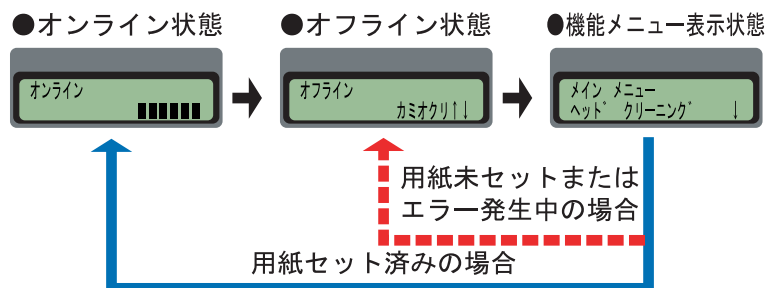 ●オンライン状態
●オフライン状態
●機能メニュー表示状態
オンライン
オフライン
カミオクリ↑↓
メイン メニュー
ヘッド クリーニング ↓
用紙未セットまたは
エラー発生中の場合
用紙セット済みの場合